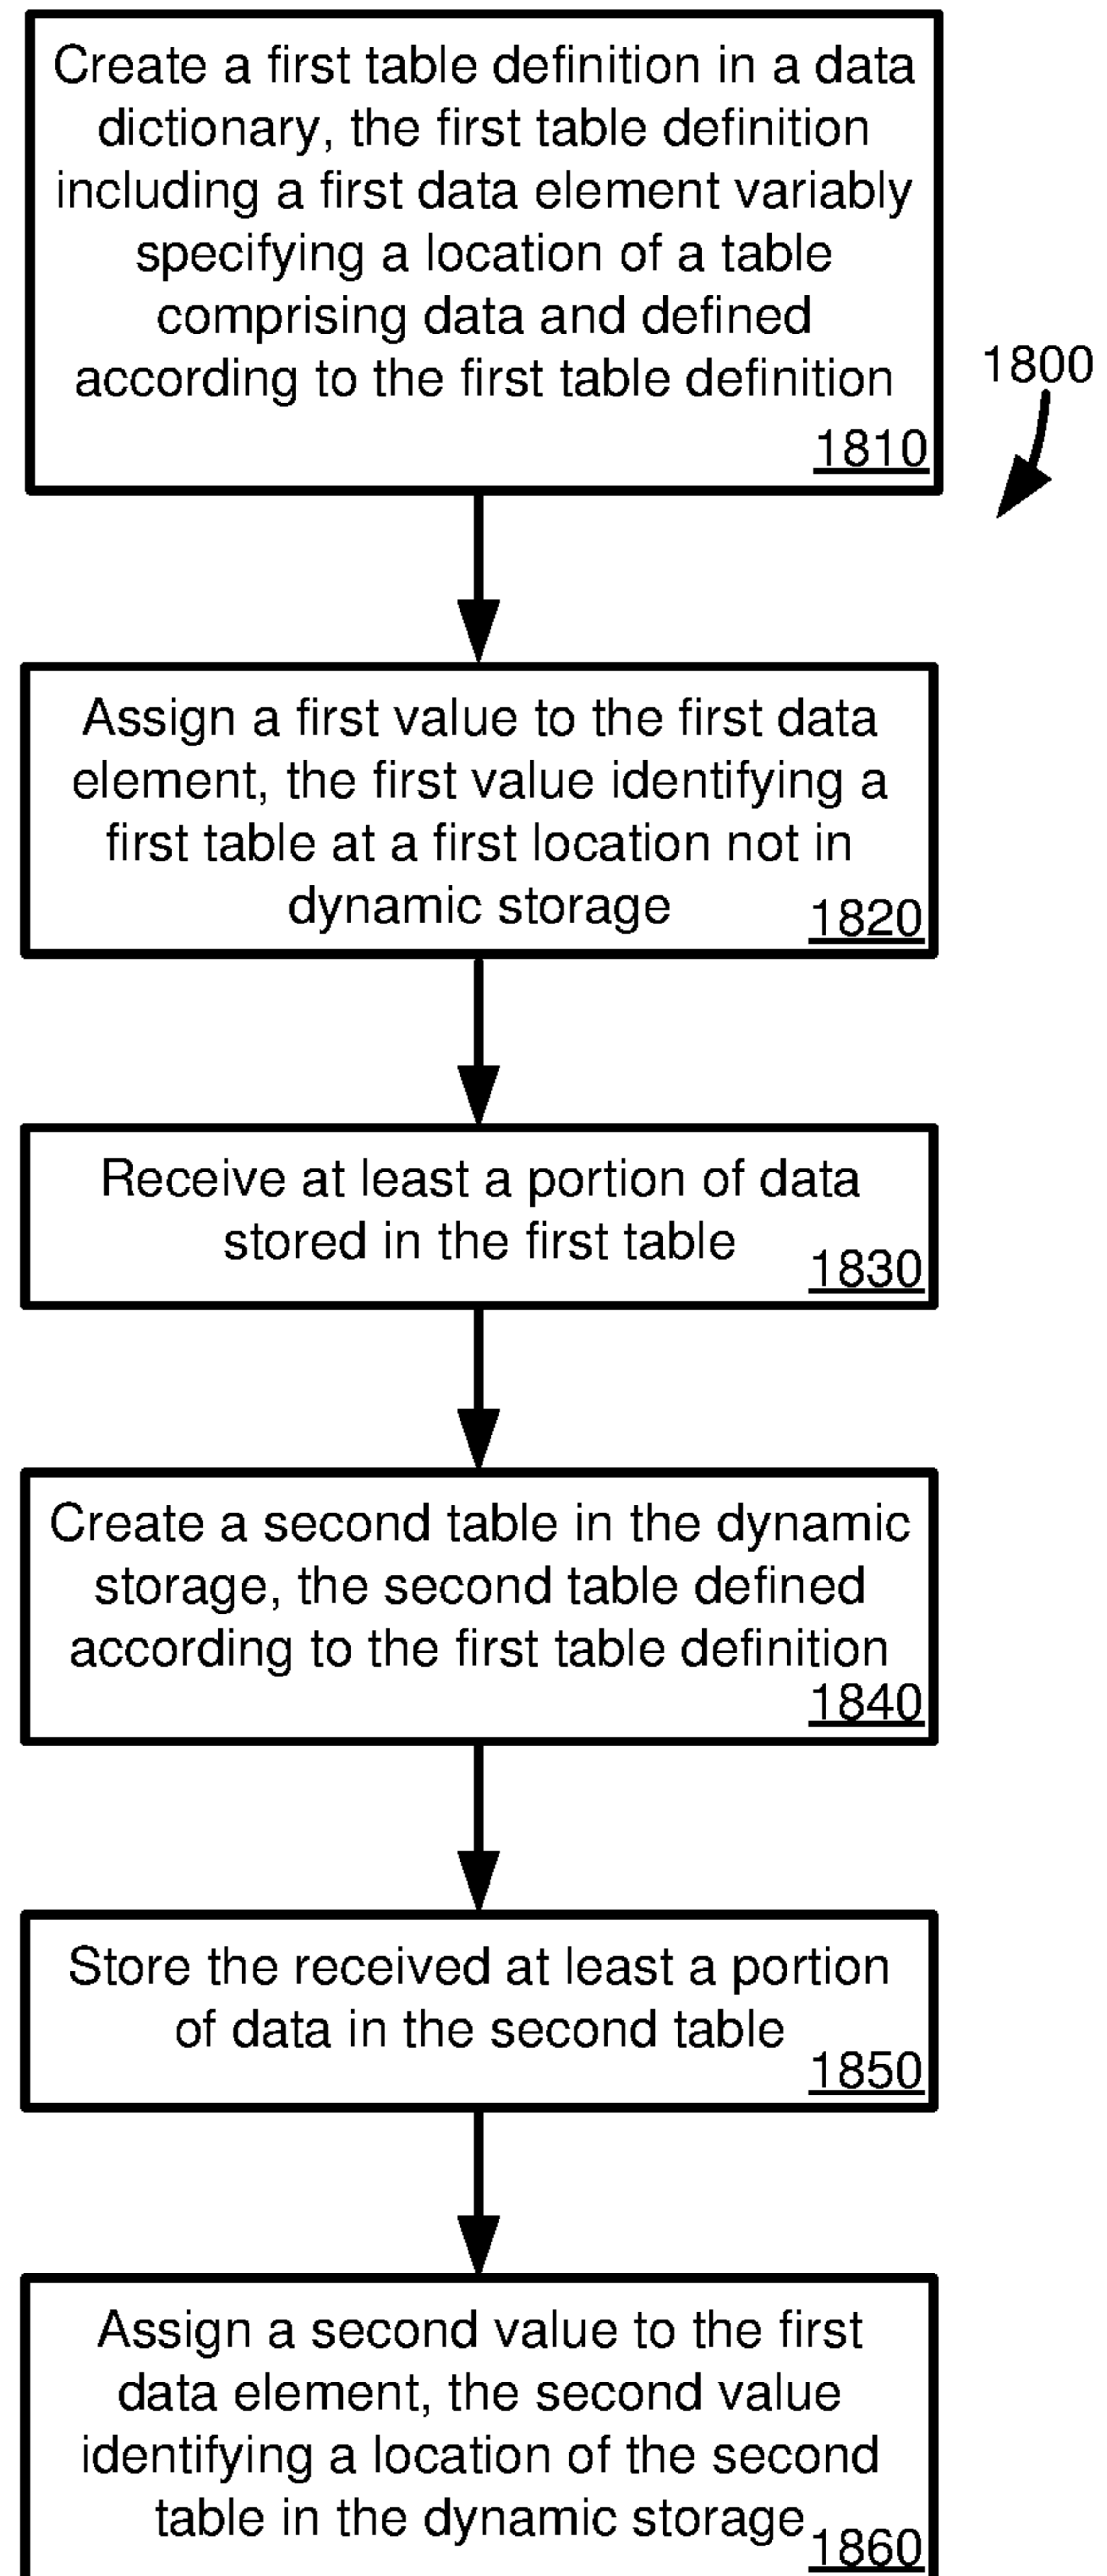 Create a first table definition in a data
dictionary, the first table definition
including a first data element variably
specifying a location of a table
comprising data and defined
according to the first table definition
1810
1800
Assign a first value to the first data
element, the first value identifying a
first table at a first location not in
dynamic storage
1820
Receive at least a portion of data
stored in the first table
1830
Create a second table in the dynamic
storage, the second table defined
according to the first table definition
1840
Store the received at least a portion
of data in the second table
1850
Assign a second value to the first
data element, the second value
identifying a location of the second
table in the dynamic storage
1860